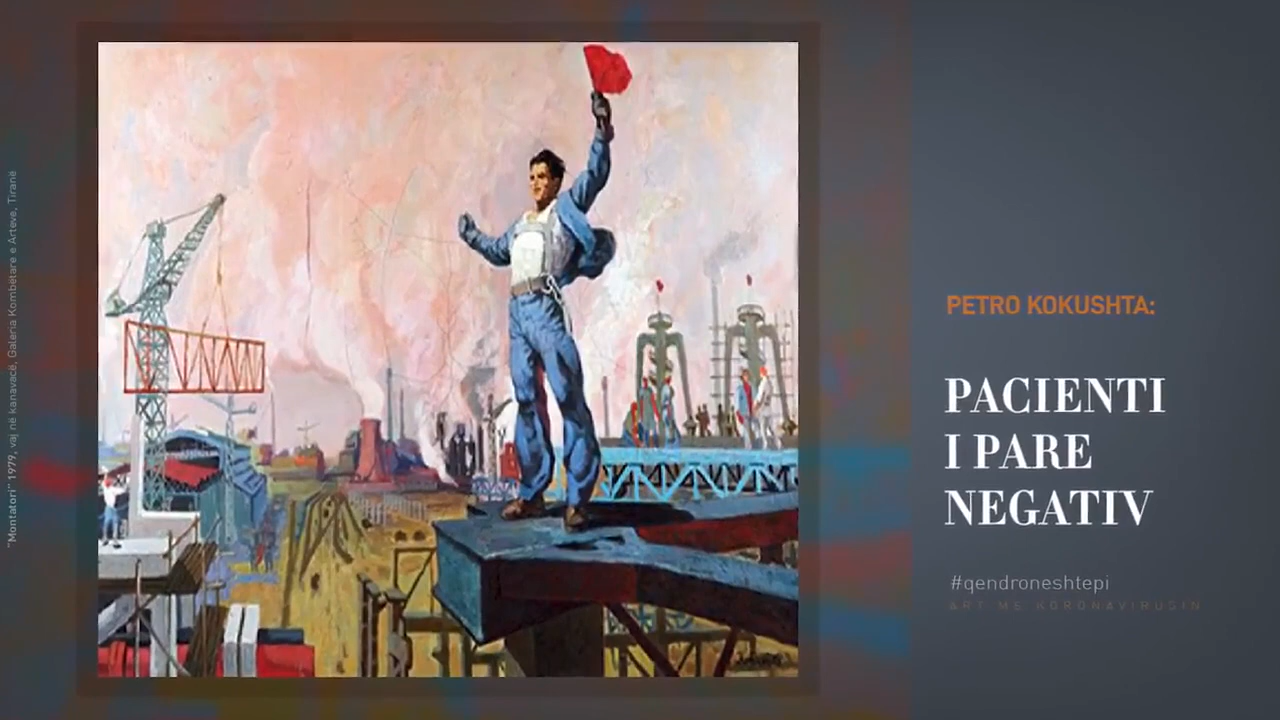 "Montatori" 1979, vaj në kanavacë, Galeria Kombëtare e Arteve, Tiranë
PETRO KOKUSHTA:
PACIENTI
I PARE
NEGATIV
#qendroneshtepi
ART ME KORONAVIRUSIN